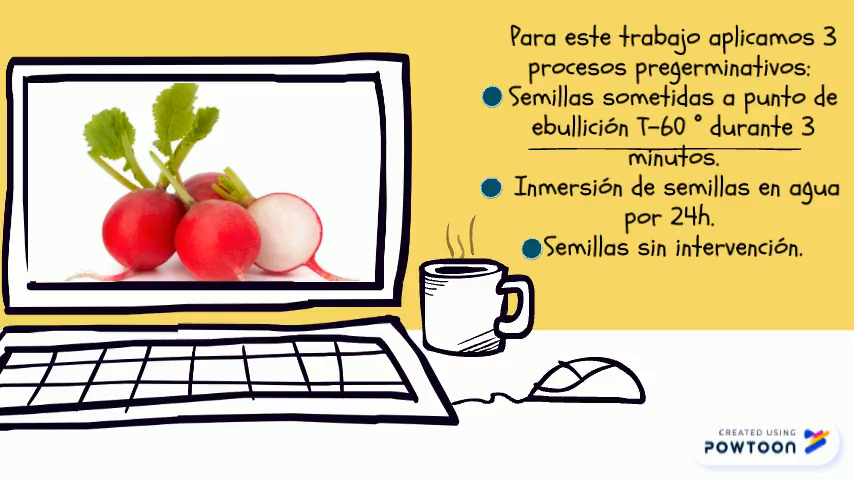 Para este trabajo aplicamos 3
procesos pregerminativos:
Semillas sometidas a punto de
ebullición T-60 ° durante 3
minutos.
Inmersión de semillas en agua
por 24h.
Semillas sin intervención.
CREATED USING
POWTOON